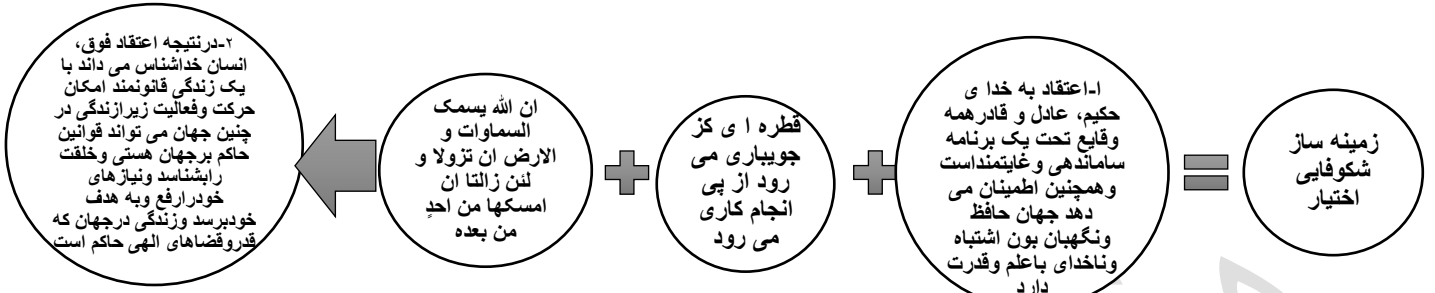 زمینه ساز
شکوفایی
اختیار
ا-اعتقاد به خدا ی
حکیم، عادل و قادرهمه
وقایع تحت یک برنامه
ساماندهی وغایتمنداست
وهمچنین اطمینان می
دهد جهان حافظ
ونگهبان بون اشتباه
وناخدای باعلم وقدرت
دارد
قطره ا ی کز
جویباری می
رود از پی
انجام کاری
می رود
ان الله یسمک
السماوات و
الارض ان تزولا و
لئن زالتا ان
امسکها من احدٍ
من بعده
۲-درنتیجه اعتقاد فوق،
انسان خداشناس می داند با
یک زندگی قانونمند امکان
حرکت وفعالیت زیرازندگی در
چنین جهان می تواند قوانین
حاکم برجهان هستی وخلقت
رابشناسد ونیازهای
خودرارفع وبه هدف
خودبرسد وزندگی درجهان که
قدروقضاهای الهی حاکم است